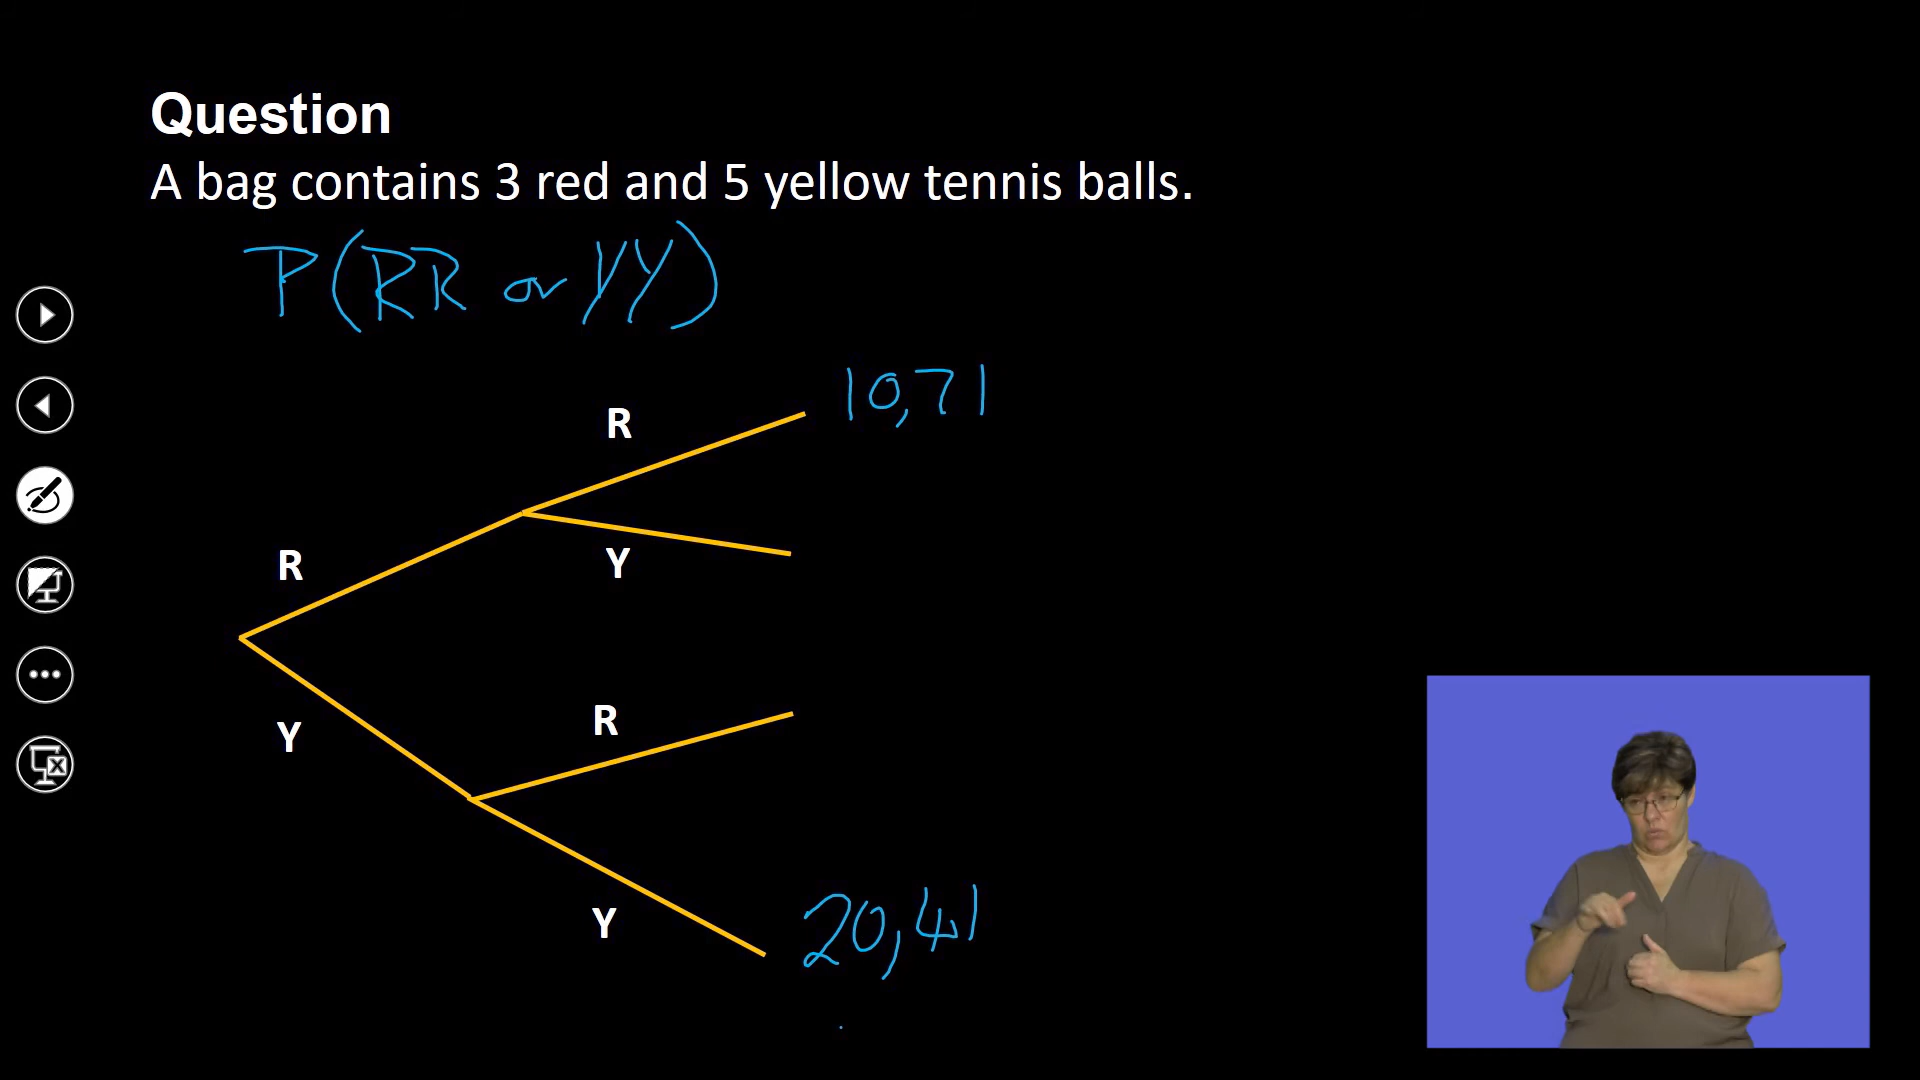 Question
A bag contains 3 red and 5 yellow tennis balls.
P(RR or YY)
10,71
R
Y
R
R
Y
Y
20,41